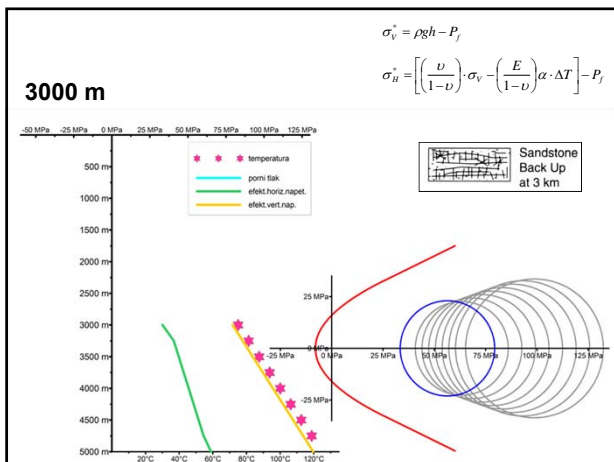 σ*V = ρgh − Pf
σ*H = [(υ/1−υ)·σV − (E/1−υ)α·ΔT] − Pf
3000 m
-50 MPa -25 MPa 0 MPa 25 MPa 50 MPa 75 MPa 100 MPa 125 MPa
temperatura
porni tlak
efekt.horiz.napet.
efekt.vert.nap.
Sandstone
Back Up
at 3 km
500 m
1000 m
1500 m
2000 m
2500 m
3000 m
3500 m
4000 m
4500 m
5000 m
20°C 40°C 60°C 80°C 100°C 120°C
25 MPa
-25 MPa 0 MPa 25 MPa 50 MPa 75 MPa 100 MPa 125 MPa
-25 MPa